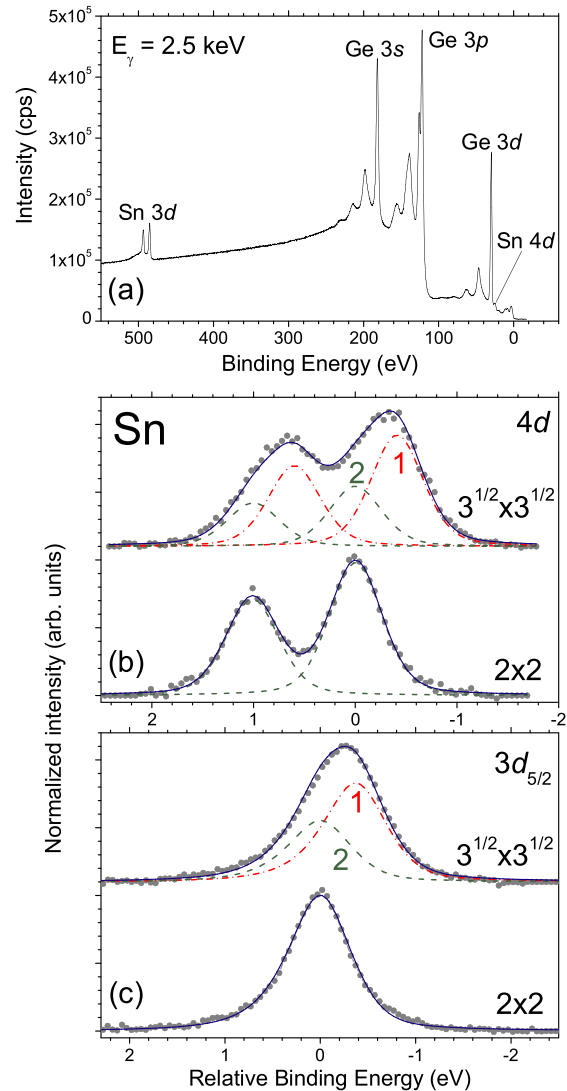 E_γ = 2.5 keV
Ge 3s
Ge 3p
Ge 3d
Sn 3d
Sn 4d
(a)
Intensity (cps)
5x10^5
4x10^5
3x10^5
2x10^5
1x10^5
0
500 400 300 200 100 0
Binding Energy (eV)
Normalized intensity (arb. units)
Sn
4d
1
2
3^1/2x3^1/2
(b)
2x2
2 1 0 -1 -2
3d_5/2
1
2
3^1/2x3^1/2
(c)
2x2
2 1 0 -1 -2
Relative Binding Energy (eV)